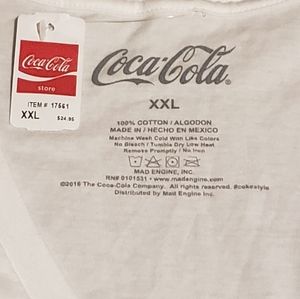 Coca-Cola
store
ITEM # 17551
XXL
$24.95
Coca-Cola
XXL
100% COTTON / ALGODON
MADE IN / HECHO EN MEXICO
Machine Wash Cold With Like Colors
No Bleach / Tumble Dry Low Heat
Remove Promptly / No Iron
MAD ENGINE, INC.
RN# 0101531 • www.madengine.com
©2016 The Coca-Cola Company. All rights reserved. #cokestyle
Distributed by Mad Engine Inc.